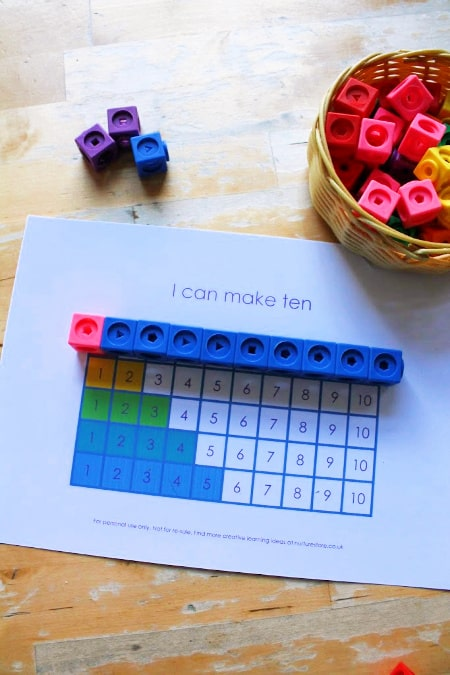 I can make ten
1 2 3 4 5 6 7 8 9 10
1 2 3 4 5 6 7 8 9 10
1 2 3 4 5 6 7 8 9 10
1 2 3 4 5 6 7 8 9 10
For personal use only. Not for re-sale. Find more creative learning ideas at nurturestore.co.uk